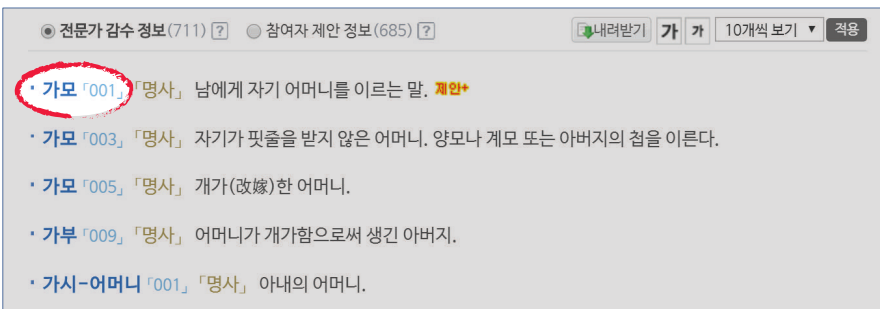 전문가 감수 정보(711) ? 참여자 제안 정보(685) ? 내려받기 가 가 10개씩 보기 ▼ 적용
· 가모「001」「명사」 남에게 자기 어머니를 이르는 말. 제안+
· 가모「003」「명사」 자기가 핏줄을 받지 않은 어머니. 양모나 계모 또는 아버지의 첩을 이른다.
· 가모「005」「명사」 개가(改嫁)한 어머니.
· 가부「009」「명사」 어머니가 개가함으로써 생긴 아버지.
· 가시-어머니「001」「명사」 아내의 어머니.